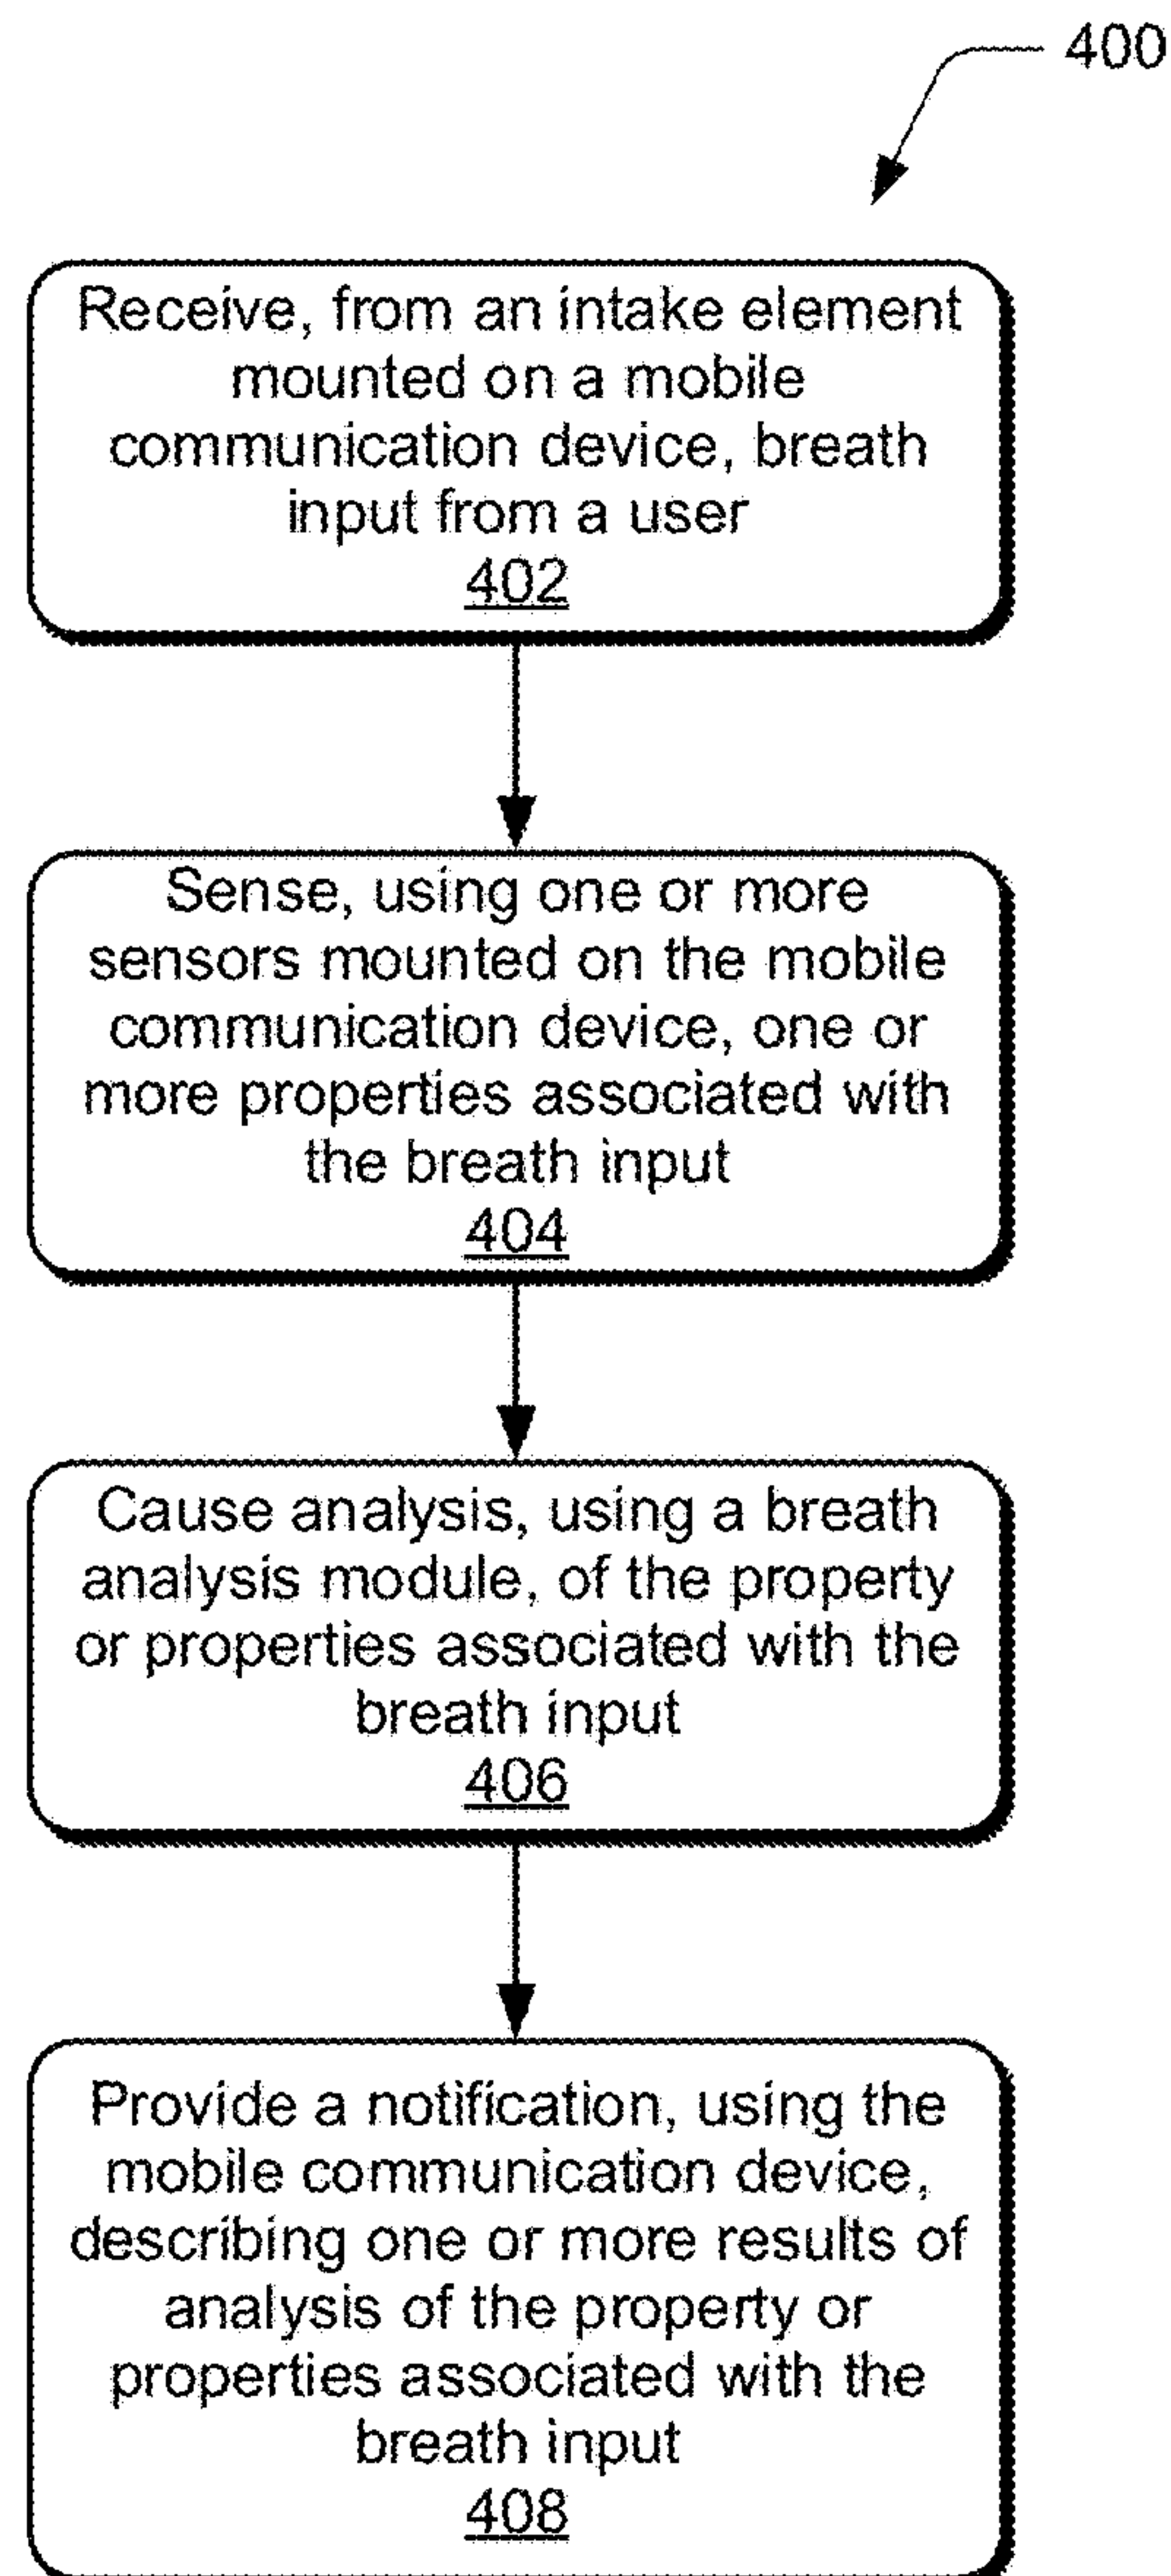 400
Receive, from an intake element
mounted on a mobile
communication device, breath
input from a user
402
Sense, using one or more
sensors mounted on the mobile
communication device, one or
more properties associated with
the breath input
404
Cause analysis, using a breath
analysis module, of the property
or properties associated with the
breath input
406
Provide a notification, using the
mobile communication device,
describing one or more results of
analysis of the property or
properties associated with the
breath input
408